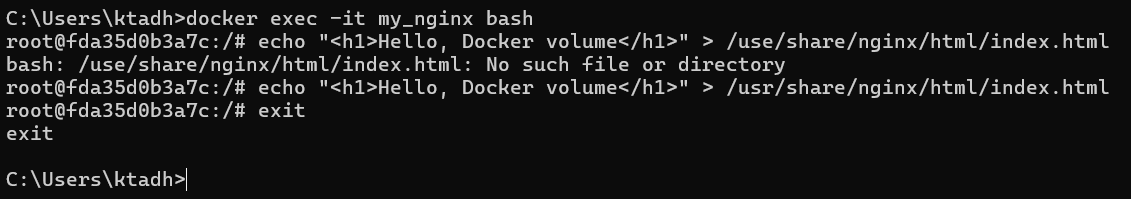 C:\Users\ktadh>docker exec -it my_nginx bash
root@fda35d0b3a7c:/# echo "<h1>Hello, Docker volume</h1>" > /use/share/nginx/html/index.html
bash: /use/share/nginx/html/index.html: No such file or directory
root@fda35d0b3a7c:/# echo "<h1>Hello, Docker volume</h1>" > /usr/share/nginx/html/index.html
root@fda35d0b3a7c:/# exit
exit
C:\Users\ktadh>